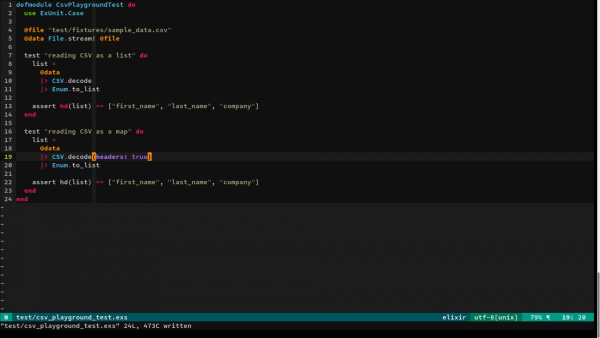 1 defmodule CsvPlaygroundTest do
2   use ExUnit.Case
3
4   @file "test/fixtures/sample_data.csv"
5   @data File.stream! @file
6
7   test "reading CSV as a list" do
8     list =
9       @data
10       |> CSV.decode
11       |> Enum.to_list
12
13     assert hd(list) == ["first_name", "last_name", "company"]
14   end
15
16   test "reading CSV as a map" do
17     list =
18       @data
19       |> CSV.decode(headers: true)
20       |> Enum.to_list
21
22     assert hd(list) == ["first_name", "last_name", "company"]
23   end
24 end
~
~
~
~
~
~
~
~
~
~
~
~
~
N test/csv_playground_test.exs elixir utf-8[unix] 79% ¶ 19: 20
"test/csv_playground_test.exs" 24L, 473C written